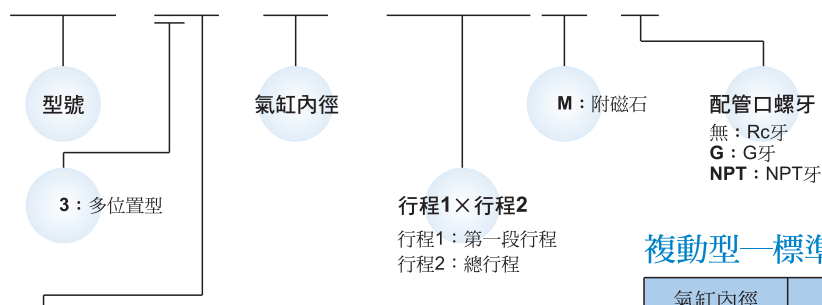 型號
氣缸內徑
M：附磁石
配管口螺牙
無：Rc牙
G：G牙
NPT：NPT牙
3：多位置型
行程1×行程2
行程1：第一段行程
行程2：總行程
複動型—標準
氣缸內徑